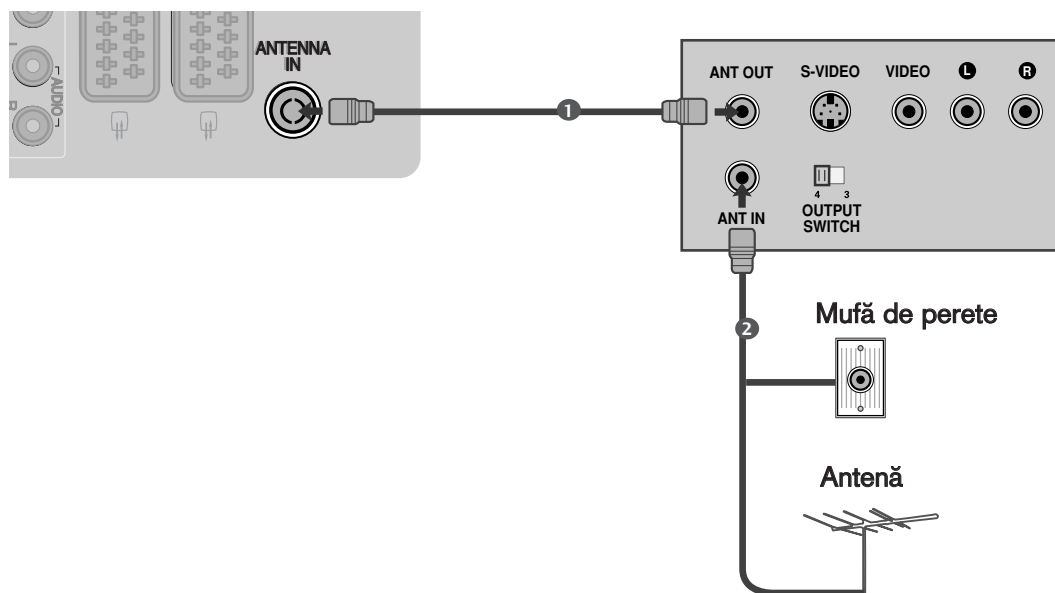 ANTENNA
IN
AUDIO
R
ANT OUT S-VIDEO VIDEO L R
1
ANT IN
4 3
OUTPUT
SWITCH
2
Mufă de perete
Antenă